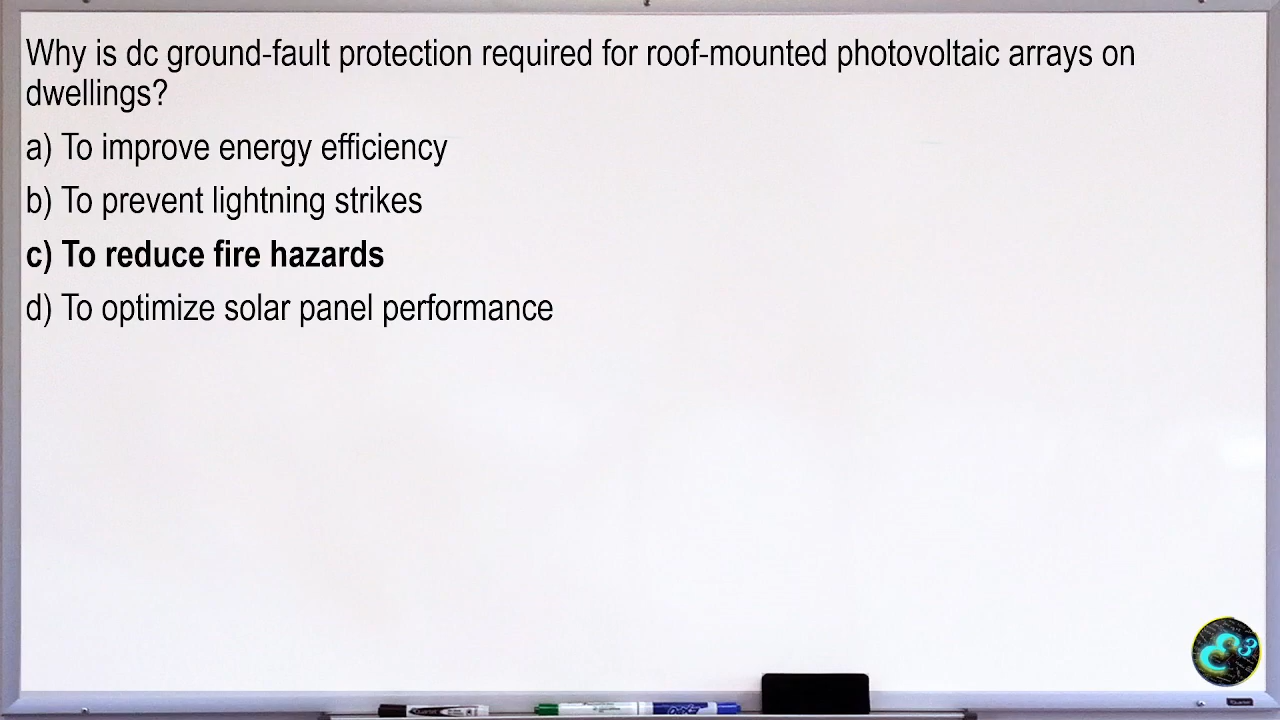 Why is dc ground-fault protection required for roof-mounted photovoltaic arrays on
dwellings?
a) To improve energy efficiency
b) To prevent lightning strikes
c) To reduce fire hazards
d) To optimize solar panel performance